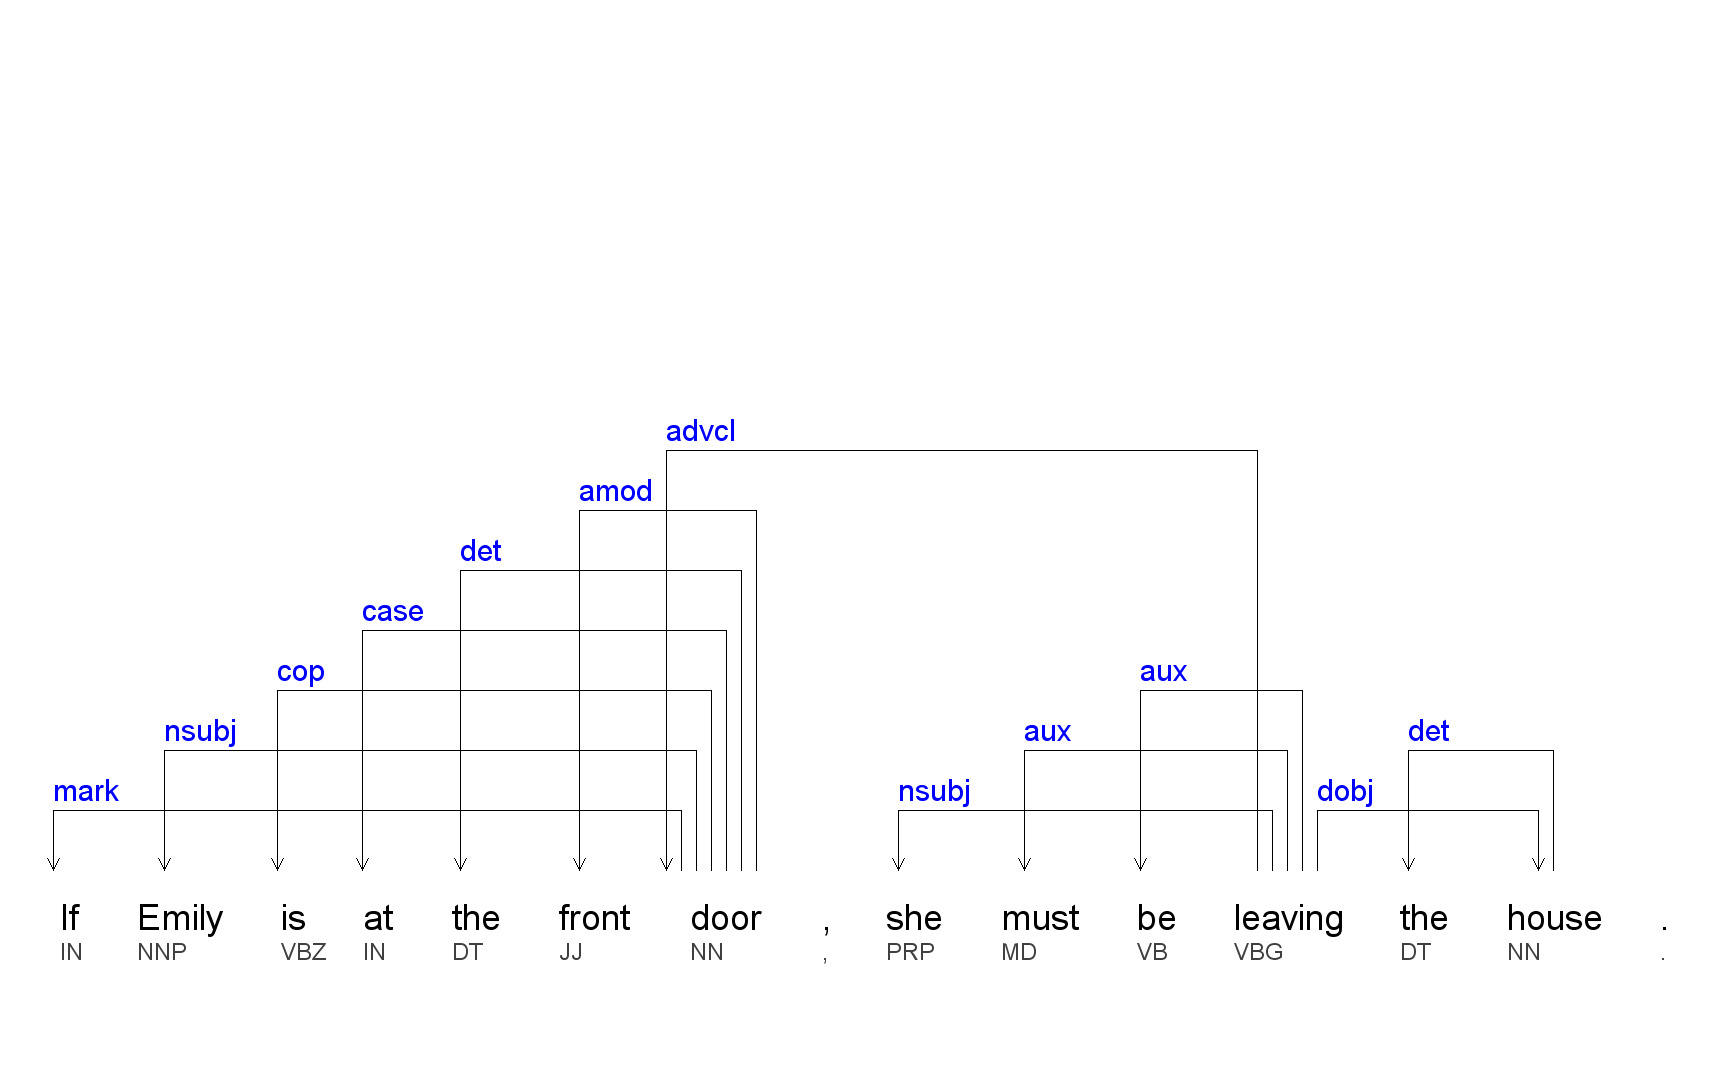 advcl
amod
det
case
cop aux
nsubj aux det
mark nsubj dobj
If Emily is at the front door , she must be leaving the house .
IN NNP VBZ IN DT JJ NN , PRP MD VB VBG DT NN .